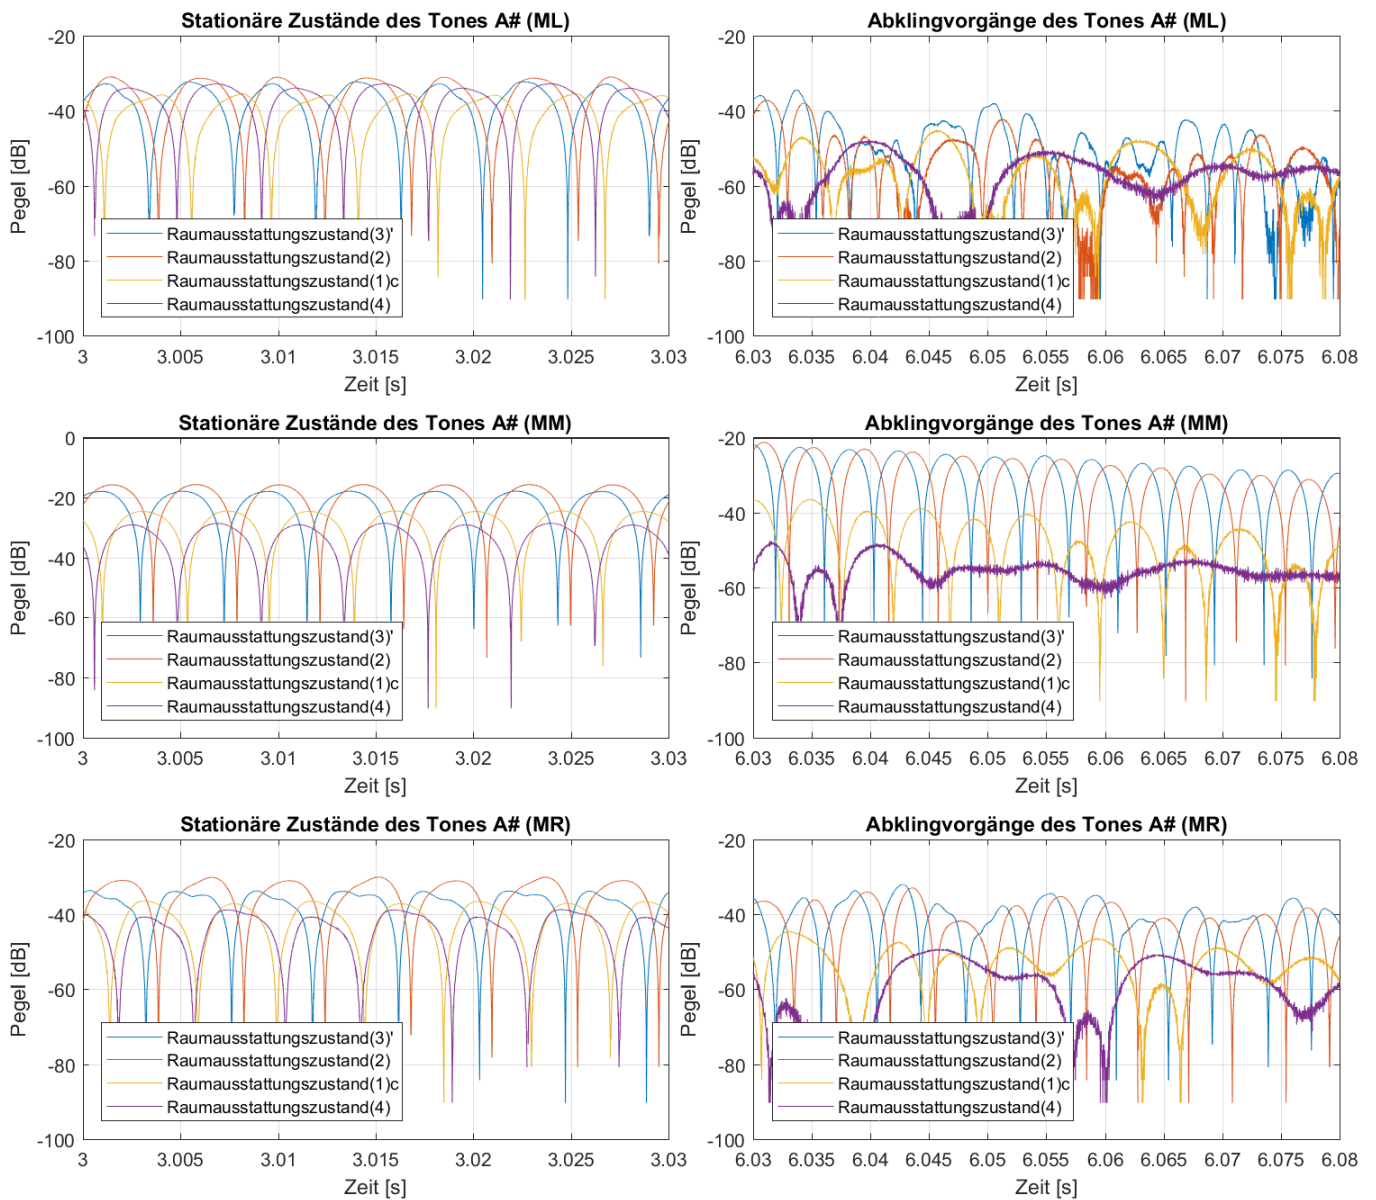 Stationäre Zustände des Tones A# (ML)
-20
-40
-60
-80
-100
Pegel [dB]
Raumausstattungszustand(3)'
Raumausstattungszustand(2)
Raumausstattungszustand(1)c
Raumausstattungszustand(4)
3 3.005 3.01 3.015 3.02 3.025 3.03
Zeit [s]
Abklingvorgänge des Tones A# (ML)
-20
-40
-60
-80
-100
Pegel [dB]
Raumausstattungszustand(3)'
Raumausstattungszustand(2)
Raumausstattungszustand(1)c
Raumausstattungszustand(4)
6.03 6.035 6.04 6.045 6.05 6.055 6.06 6.065 6.07 6.075 6.08
Zeit [s]
Stationäre Zustände des Tones A# (MM)
0
-20
-40
-60
-80
-100
Pegel [dB]
Raumausstattungszustand(3)'
Raumausstattungszustand(2)
Raumausstattungszustand(1)c
Raumausstattungszustand(4)
3 3.005 3.01 3.015 3.02 3.025 3.03
Zeit [s]
Abklingvorgänge des Tones A# (MM)
-20
-40
-60
-80
-100
Pegel [dB]
Raumausstattungszustand(3)'
Raumausstattungszustand(2)
Raumausstattungszustand(1)c
Raumausstattungszustand(4)
6.03 6.035 6.04 6.045 6.05 6.055 6.06 6.065 6.07 6.075 6.08
Zeit [s]
Stationäre Zustände des Tones A# (MR)
-20
-40
-60
-80
-100
Pegel [dB]
Raumausstattungszustand(3)'
Raumausstattungszustand(2)
Raumausstattungszustand(1)c
Raumausstattungszustand(4)
3 3.005 3.01 3.015 3.02 3.025 3.03
Zeit [s]
Abklingvorgänge des Tones A# (MR)
-20
-40
-60
-80
-100
Pegel [dB]
Raumausstattungszustand(3)'
Raumausstattungszustand(2)
Raumausstattungszustand(1)c
Raumausstattungszustand(4)
6.03 6.035 6.04 6.045 6.05 6.055 6.06 6.065 6.07 6.075 6.08
Zeit [s]